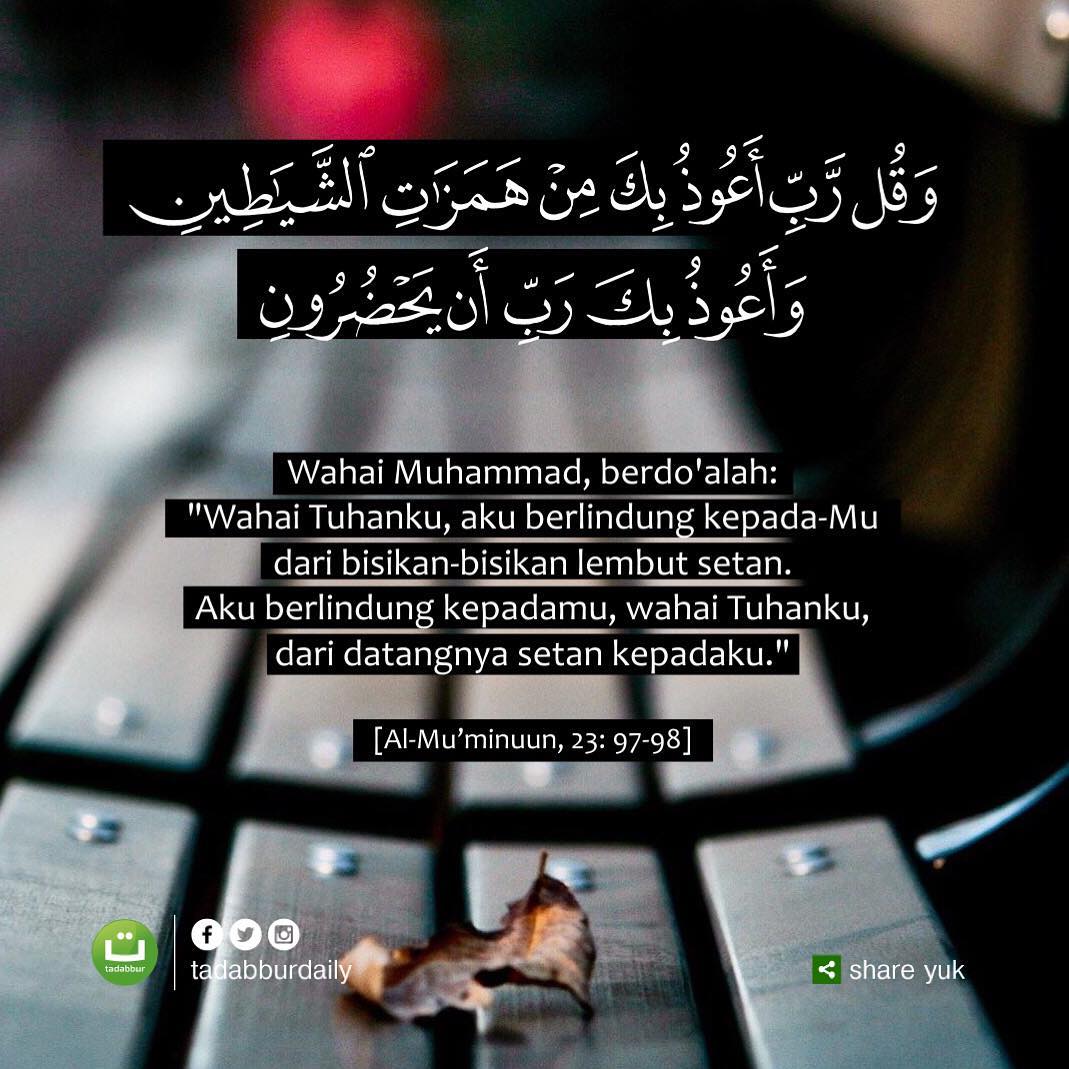 وَقُل رَّبِّ أَعُوذُ بِكَ مِنْ هَمَزَٰتِ ٱلشَّيَٰطِينِ
وَأَعُوذُ بِكَ رَبِّ أَن يَحْضُرُونِ
Wahai Muhammad, berdo'alah:
"Wahai Tuhanku, aku berlindung kepada-Mu
dari bisikan-bisikan lembut setan.
Aku berlindung kepadamu, wahai Tuhanku,
dari datangnya setan kepadaku."
[Al-Mu’minuun, 23: 97-98]
tadabbur
tadabburdaily
share yuk